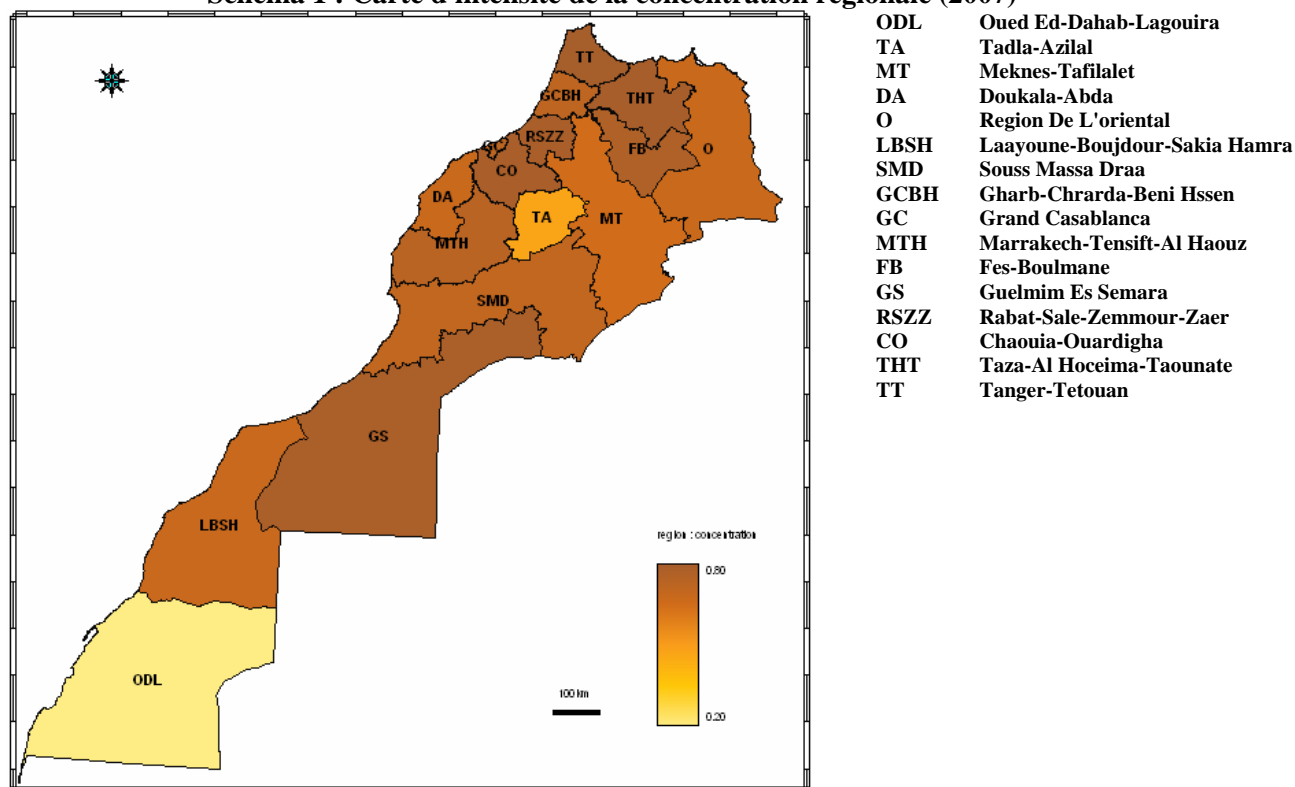 Schéma 1 : Carte d'intensité de la concentration régionale (2007)
ODL Oued Ed-Dahab-Lagouira
TA Tadla-Azilal
MT Meknes-Tafilalet
DA Doukala-Abda
O Region De L'oriental
LBSH Laayoune-Boujdour-Sakia Hamra
SMD Souss Massa Draa
GCBH Gharb-Chrarda-Beni Hssen
GC Grand Casablanca
MTH Marrakech-Tensift-Al Haouz
FB Fes-Boulmane
GS Guelmim Es Semara
RSZZ Rabat-Sale-Zemmour-Zaer
CO Chaouia-Ouardigha
THT Taza-Al Hoceima-Taounate
TT Tanger-Tetouan
TT
GCBH
THT
RSZZ
FB
O
GC
CO
DA
TA
MT
MTH
SMD
GS
LBSH
ODL
region : concentration
0.80
0.20
100 km